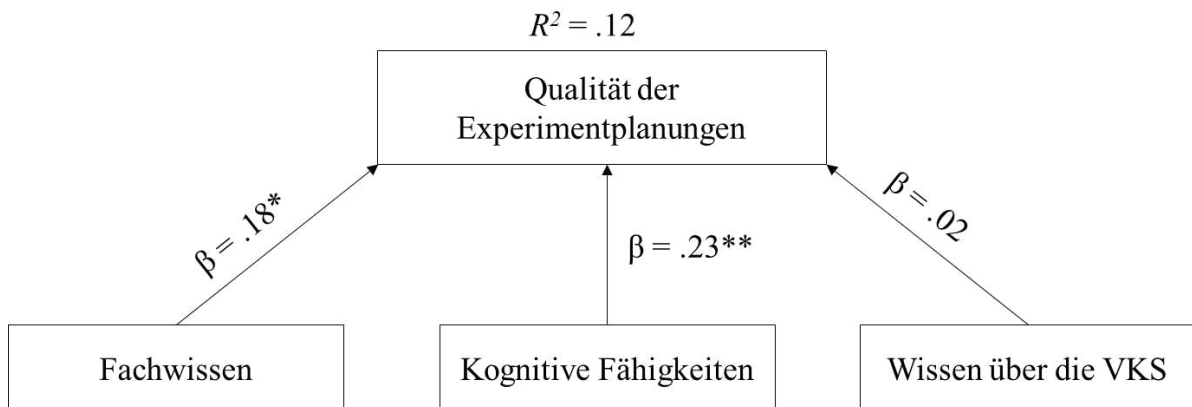 R² = .12
Qualität der
Experimentplanungen
β = .18*
β = .23**
β = .02
Fachwissen
Kognitive Fähigkeiten
Wissen über die VKS